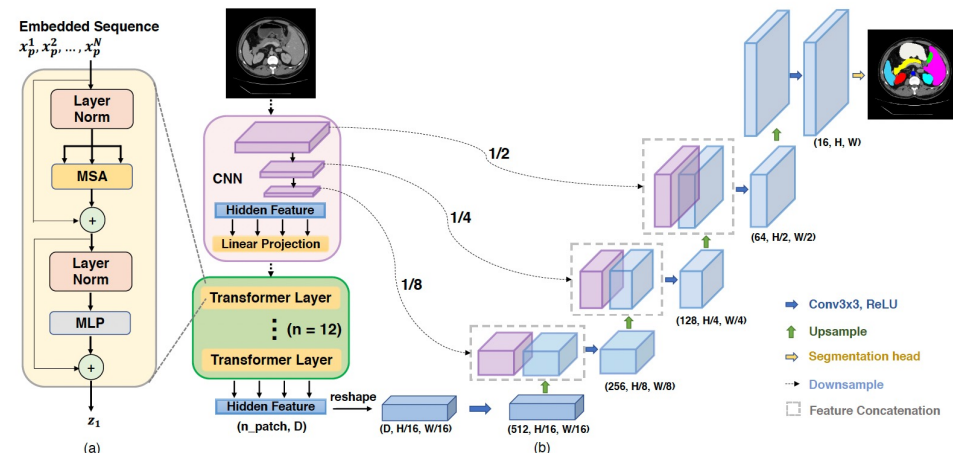 Embedded Sequence
x_p^1, x_p^2, ..., x_p^N
Layer
Norm
MSA
+
Layer
Norm
MLP
+
z_1
(a)
CNN
Hidden Feature
Linear Projection
Transformer Layer
(n = 12)
Transformer Layer
Hidden Feature
(n_patch, D)
reshape
(D, H/16, W/16)
(512, H/16, W/16)
(b)
1/2
1/4
1/8
(256, H/8, W/8)
(128, H/4, W/4)
(64, H/2, W/2)
(16, H, W)
Conv3x3, ReLU
Upsample
Segmentation head
Downsample
Feature Concatenation